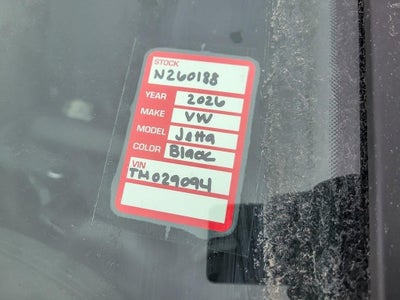 STOCK
N260188
YEAR 2026
MAKE VW
MODEL Jetta
COLOR Black
VIN
TM029094